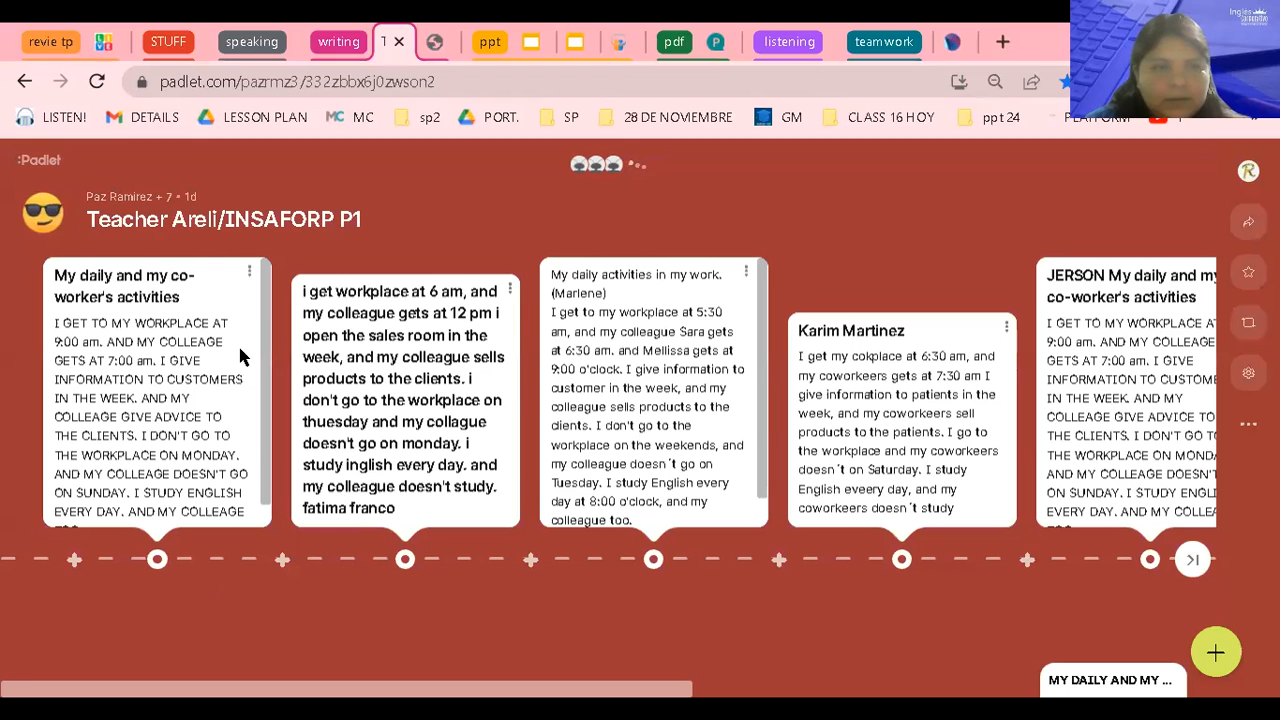 revie tp
STUFF
speaking
writing
T
ppt
pdf
listening
teamwork
Ingles
padlet.com/pazrmz3/332zbbx6j0zwson2
LISTEN!
DETAILS
LESSON PLAN
MC
sp2
PORT.
SP
28 DE NOVIEMBRE
GM
CLASS 16 HOY
ppt 24
:Padlet
Paz Ramirez + 7 • 1d
Teacher Areli/INSAFORP P1
My daily and my co-
worker's activities
I GET TO MY WORKPLACE AT
9:00 am. AND MY COLLEAGE
GETS AT 7:00 am. I GIVE
INFORMATION TO CUSTOMERS
IN THE WEEK. AND MY
COLLEAGE GIVE ADVICE TO
THE CLIENTS. I DON'T GO TO
THE WORKPLACE ON MONDAY.
AND MY COLLEAGE DOESN'T GO
ON SUNDAY. I STUDY ENGLISH
EVERY DAY. AND MY COLLEAGE
i get workplace at 6 am, and
my colleague gets at 12 pm i
open the sales room in the
week, and my colleague sells
products to the clients. i
don't go to the workplace on
thuesday and my collague
doesn't go on monday. i
study inglish every day. and
my colleague doesn't study.
fatima franco
My daily activities in my work.
(Marlene)
I get to my workplace at 5:30
am, and my colleague Sara gets
at 6:30 am. and Mellissa gets at
9:00 o'clock. I give information to
customer in the week, and my
colleague sells products to the
clients. I don't go to the
workplace on the weekends, and
my colleague doesn´t go on
Tuesday. I study English every
day at 8:00 o'clock, and my
colleague too.
Karim Martinez
I get my cokplace at 6:30 am, and
my coworkeers gets at 7:30 am I
give information to patients in the
week, and my coworkeers sell
products to the patients. I go to
the workplace and my coworkeers
doesn´t on Saturday. I study
English eveery day, and my
coworkeers doesn´t study
JERSON My daily and my
co-worker's activities
I GET TO MY WORKPLACE AT
9:00 am. AND MY COLLEAGE
GETS AT 7:00 am. I GIVE
INFORMATION TO CUSTOME
IN THE WEEK. AND MY
COLLEAGE GIVE ADVICE TO
THE CLIENTS. I DON'T GO T
THE WORKPLACE ON MONDA
AND MY COLLEAGE DOESN'T
ON SUNDAY. I STUDY ENGLI
EVERY DAY. AND MY COLLEA
MY DAILY AND MY ...